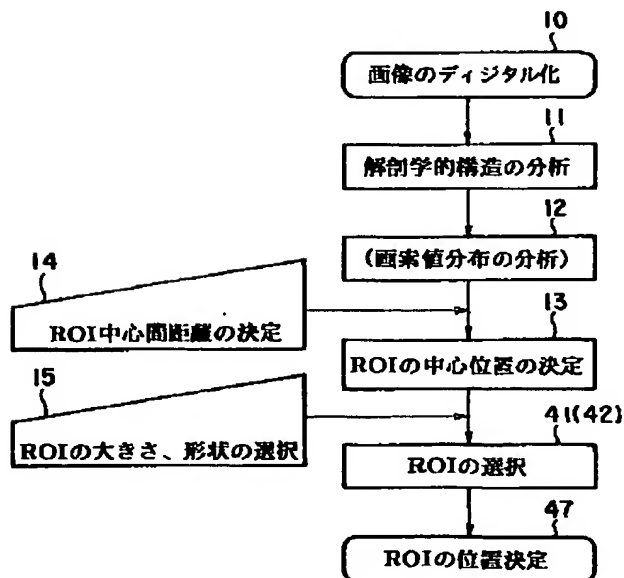 10
画像のディジタル化
11
解剖学的構造の分析
12
(画素値分布の分析)
14
ROI中心間距離の決定
13
ROIの中心位置の決定
15
ROIの大きさ、形状の選択
41(42)
ROIの選択
47
ROIの位置決定